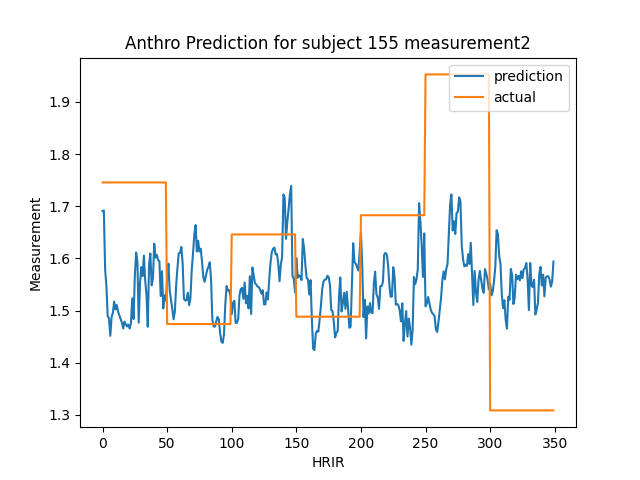 Anthro Prediction for subject 155 measurement2
prediction
actual
Measurement
1.9
1.8
1.7
1.6
1.5
1.4
1.3
0 50 100 150 200 250 300 350
HRIR